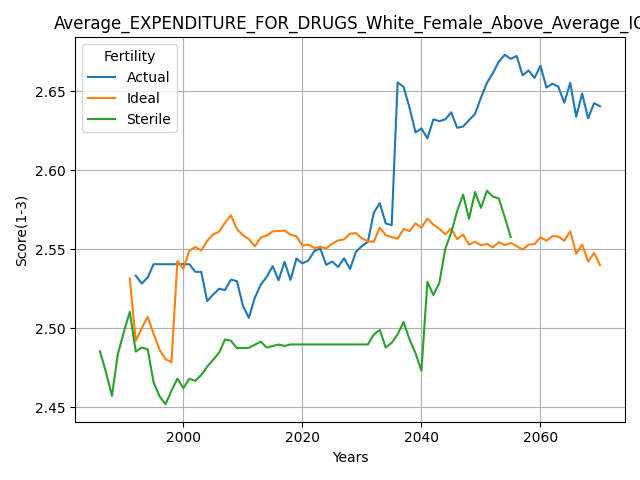 Average_EXPENDITURE_FOR_DRUGS_White_Female_Above_Average_IC
Fertility
Actual
Ideal
Sterile
Score(1-3)
2.65
2.60
2.55
2.50
2.45
2000
2020
2040
2060
Years